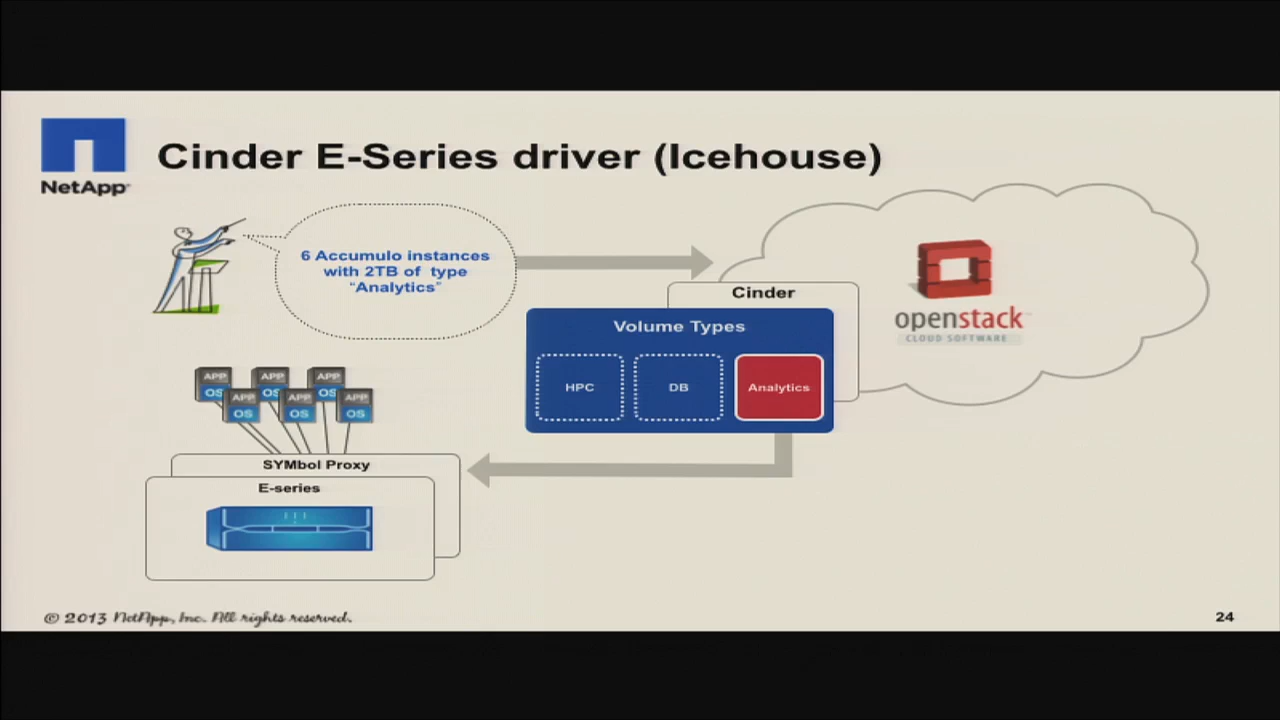 NetApp
Cinder E-Series driver (Icehouse)
6 Accumulo instances
with 2TB of type
"Analytics"
Cinder
Volume Types
HPC
DB
Analytics
openstack
CLOUD SOFTWARE
APP
APP
APP
OS
APP
OS
APP
OS
APP
OS
OS
OS
SYMbol Proxy
E-series
© 2013 NetApp, Inc. All rights reserved.
24